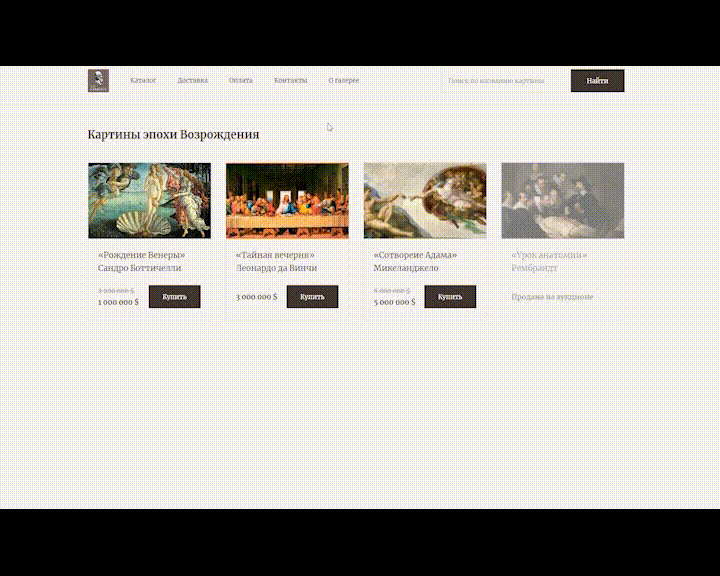 Каталог
Доставка
Оплата
Контакты
О галерее
Поиск по названию картины
Найти
Картины эпохи Возрождения
«Рождение Венеры»
Сандро Боттичелли
2 000 000 $
1 000 000 $
Купить
«Тайная вечеря»
Леонардо да Винчи
3 000 000 $
Купить
«Сотворение Адама»
Микеланджело
6 000 000 $
5 000 000 $
Купить
«Урок анатомии»
Рембрандт
Продана на аукционе